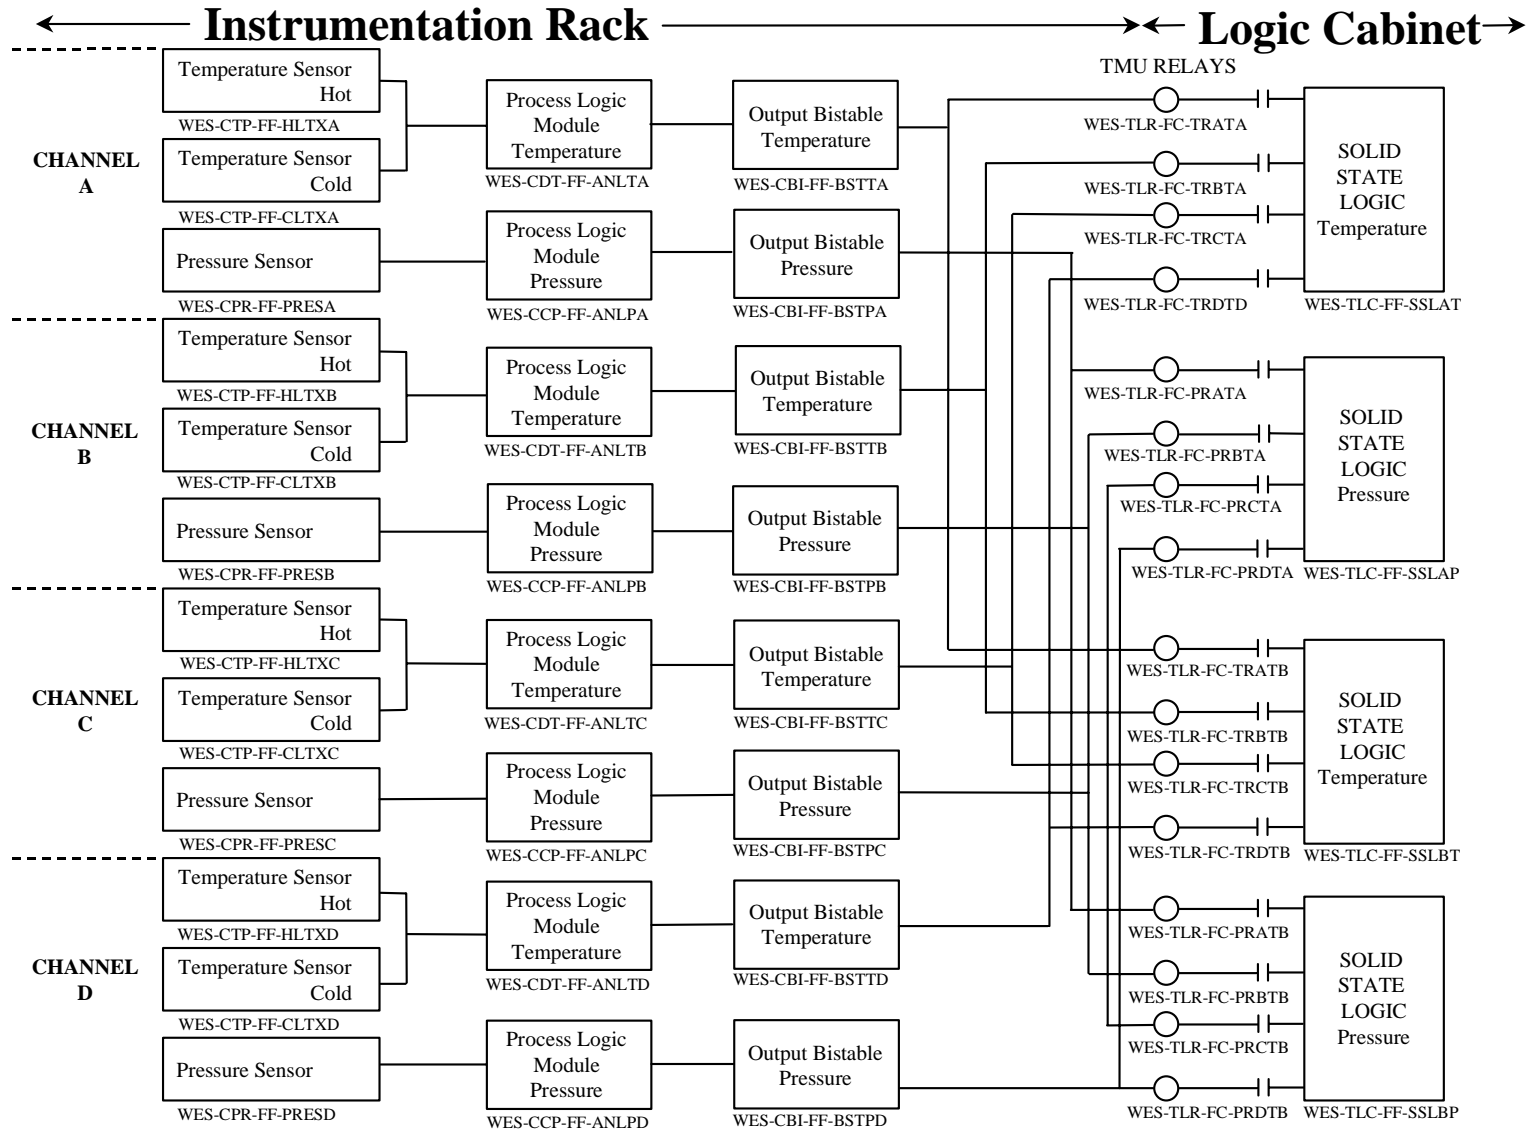 Instrumentation Rack
Logic Cabinet
TMU RELAYS
CHANNEL
A
Temperature Sensor
Hot
WES-CTP-FF-HLTXA
Temperature Sensor
Cold
WES-CTP-FF-CLTXA
Pressure Sensor
WES-CPR-FF-PRESA
Process Logic
Module
Temperature
WES-CDT-FF-ANLTA
Process Logic
Module
Pressure
WES-CCP-FF-ANLPA
Output Bistable
Temperature
WES-CBI-FF-BSTTA
Output Bistable
Pressure
WES-CBI-FF-BSTPA
CHANNEL
B
Temperature Sensor
Hot
WES-CTP-FF-HLTXB
Temperature Sensor
Cold
WES-CTP-FF-CLTXB
Pressure Sensor
WES-CPR-FF-PRESB
Process Logic
Module
Temperature
WES-CDT-FF-ANLTB
Process Logic
Module
Pressure
WES-CCP-FF-ANLPB
Output Bistable
Temperature
WES-CBI-FF-BSTTB
Output Bistable
Pressure
WES-CBI-FF-BSTPB
CHANNEL
C
Temperature Sensor
Hot
WES-CTP-FF-HLTXC
Temperature Sensor
Cold
WES-CTP-FF-CLTXC
Pressure Sensor
WES-CPR-FF-PRESC
Process Logic
Module
Temperature
WES-CDT-FF-ANLTC
Process Logic
Module
Pressure
WES-CCP-FF-ANLPC
Output Bistable
Temperature
WES-CBI-FF-BSTTC
Output Bistable
Pressure
WES-CBI-FF-BSTPC
CHANNEL
D
Temperature Sensor
Hot
WES-CTP-FF-HLTXD
Temperature Sensor
Cold
WES-CTP-FF-CLTXD
Pressure Sensor
WES-CPR-FF-PRESD
Process Logic
Module
Temperature
WES-CDT-FF-ANLTD
Process Logic
Module
Pressure
WES-CCP-FF-ANLPD
Output Bistable
Temperature
WES-CBI-FF-BSTTD
Output Bistable
Pressure
WES-CBI-FF-BSTPD
WES-TLR-FC-TRATA
WES-TLR-FC-TRBTA
WES-TLR-FC-TRCTA
WES-TLR-FC-TRDTD
SOLID
STATE
LOGIC
Temperature
WES-TLC-FF-SSLAT
WES-TLR-FC-PRATA
WES-TLR-FC-PRBTA
WES-TLR-FC-PRCTA
WES-TLR-FC-PRDTA
SOLID
STATE
LOGIC
Pressure
WES-TLC-FF-SSLAP
WES-TLR-FC-TRATB
WES-TLR-FC-TRBTB
WES-TLR-FC-TRCTB
WES-TLR-FC-TRDTB
SOLID
STATE
LOGIC
Temperature
WES-TLC-FF-SSLBT
WES-TLR-FC-PRATB
WES-TLR-FC-PRBTB
WES-TLR-FC-PRCTB
WES-TLR-FC-PRDTB
SOLID
STATE
LOGIC
Pressure
WES-TLC-FF-SSLBP